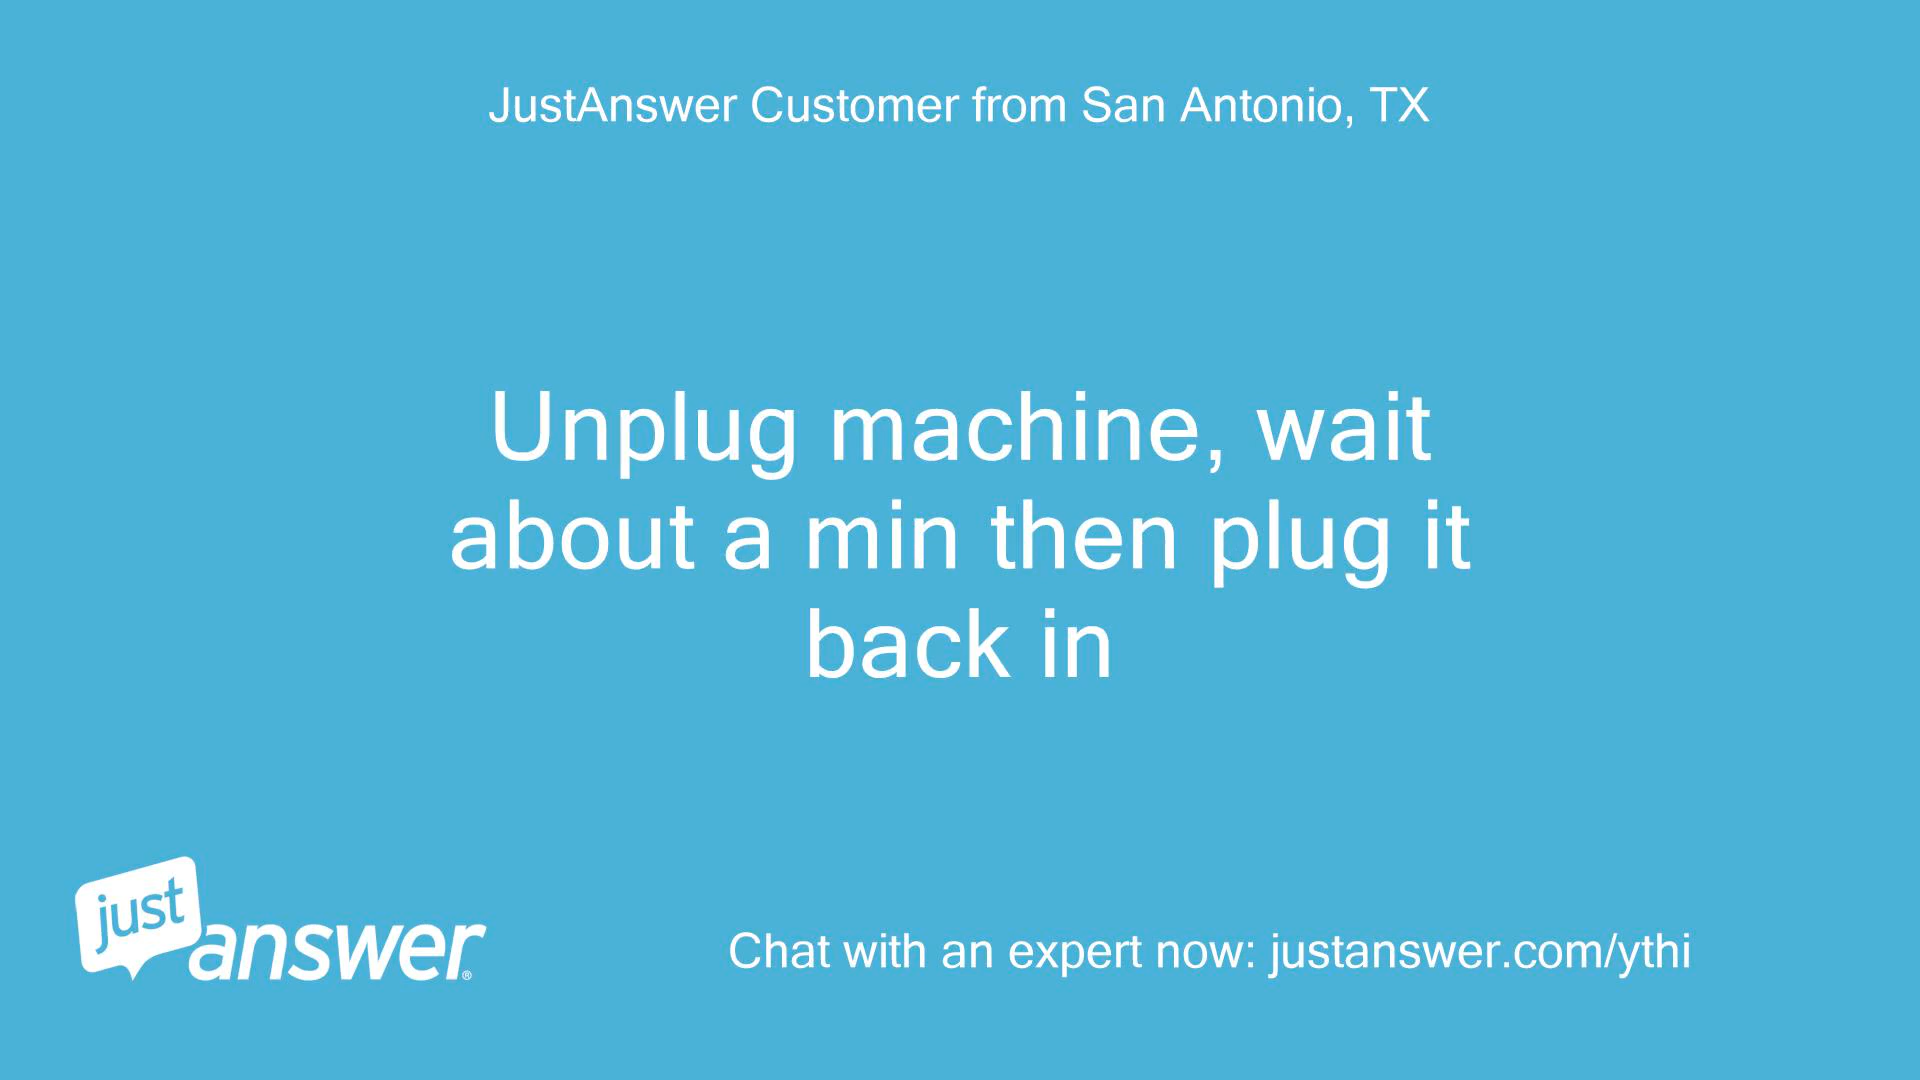 JustAnswer Customer from San Antonio, TX
Unplug machine, wait
about a min then plug it
back in
just
answer®
Chat with an expert now: justanswer.com/ythi